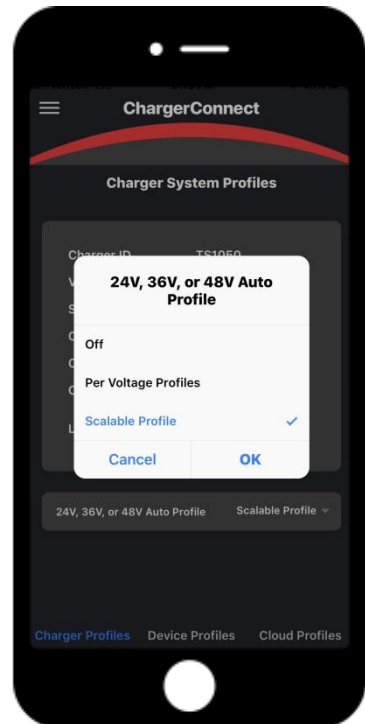 ChargerConnect
Charger System Profiles
Charger ID TS1050
24V, 36V, or 48V Auto
Profile
Off
Per Voltage Profiles
Scalable Profile
Cancel OK
24V, 36V, or 48V Auto Profile Scalable Profile
Charger Profiles Device Profiles Cloud Profiles